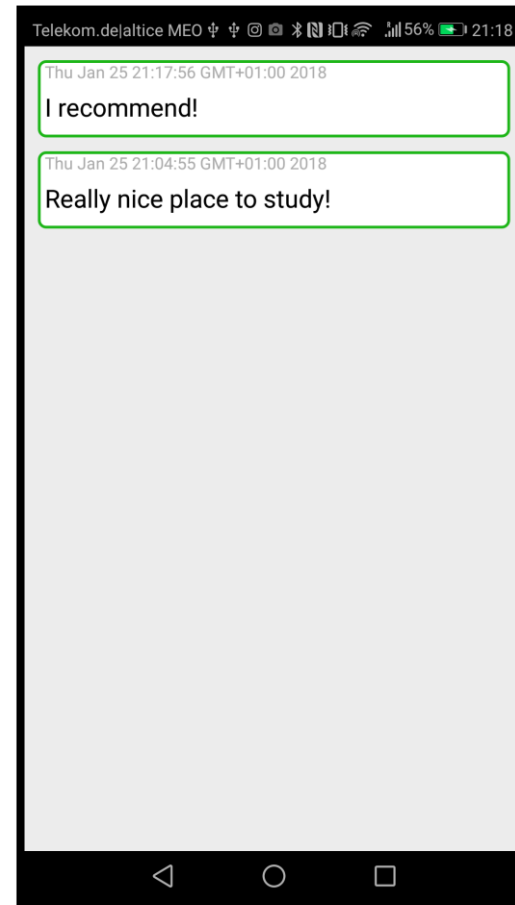 Telekom.de|altice MEO 56% 21:18
Thu Jan 25 21:17:56 GMT+01:00 2018
I recommend!
Thu Jan 25 21:04:55 GMT+01:00 2018
Really nice place to study!